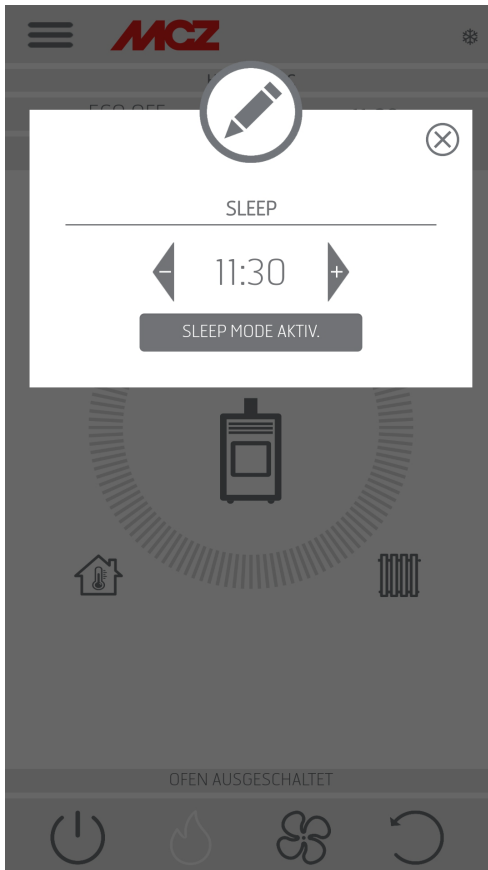 MCZ
SLEEP
- 11:30 +
SLEEP MODE AKTIV.
OFEN AUSGESCHALTET